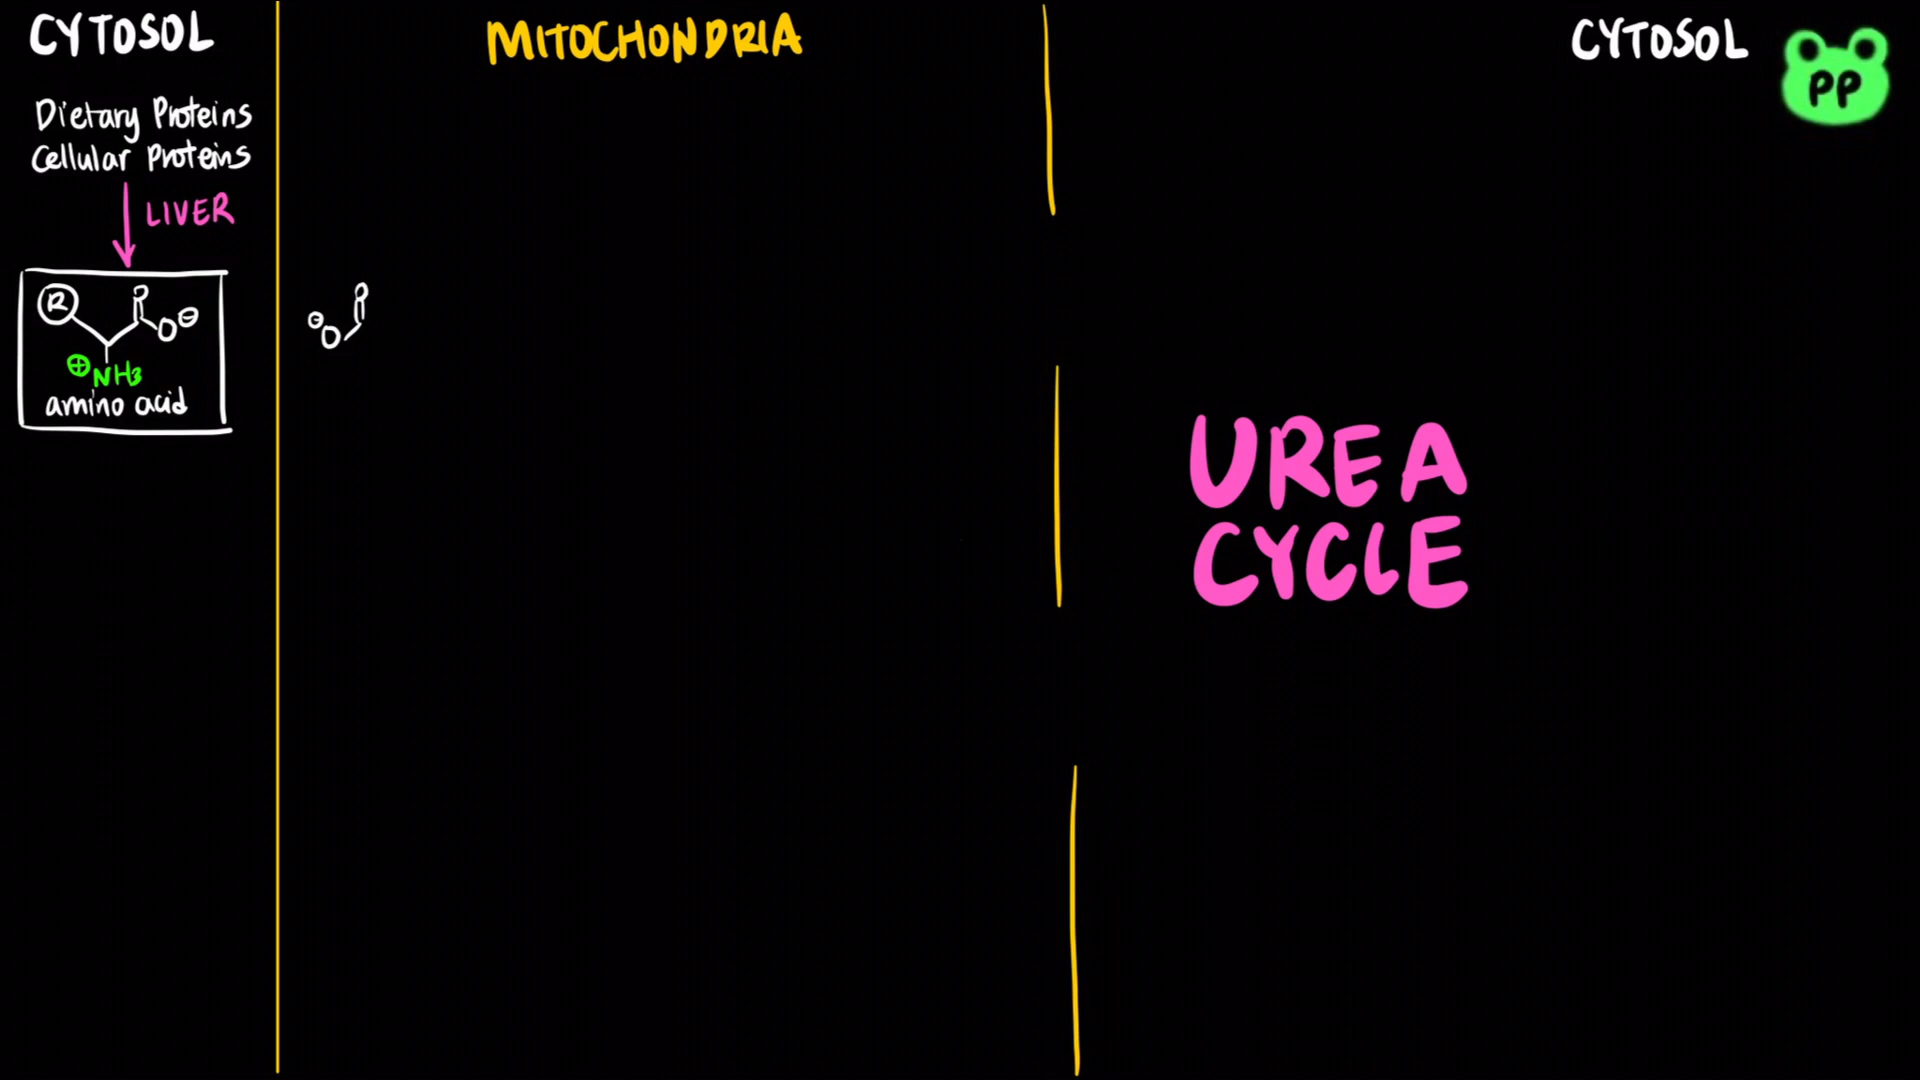 CYTOSOL
MITOCHONDRIA
CYTOSOL
PP
Dietary Proteins
Cellular Proteins
LIVER
R
O
O⊖
⊕NH3
amino acid
O
⊖O
UREA
CYCLE